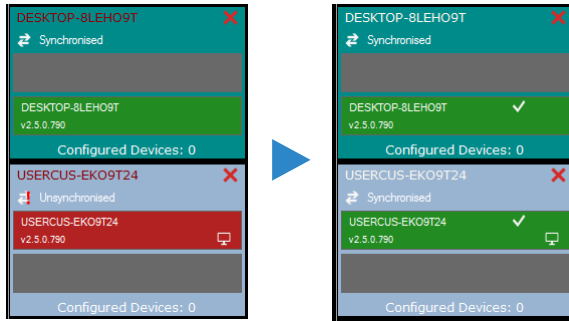 DESKTOP-8LEHO9T
Synchronised
DESKTOP-8LEHO9T
v2.5.0.790
Configured Devices: 0
USERCUS-EKO9T24
Unsynchronised
USERCUS-EKO9T24
v2.5.0.790
Configured Devices: 0
DESKTOP-8LEHO9T
Synchronised
DESKTOP-8LEHO9T
v2.5.0.790
Configured Devices: 0
USERCUS-EKO9T24
Synchronised
USERCUS-EKO9T24
v2.5.0.790
Configured Devices: 0